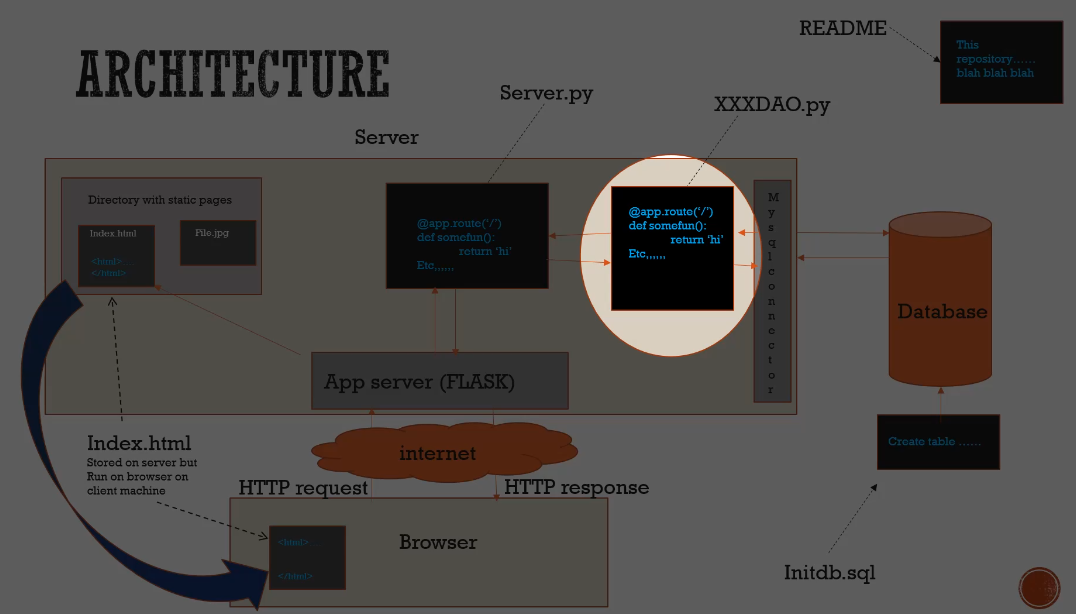 README
This
repository......
blah blah blah
ARCHITECTURE
Server.py
XXXDAO.py
Server
Directory with static pages
Index.html
<html>....
</html>
File.jpg
@app.route('/')
def somefun():
return 'hi'
Etc,,,,,,
@app.route('/')
def somefun():
return 'hi'
Etc,,,,,,
Mysqlconnector
Database
App server (FLASK)
Create table ......
Index.html
Stored on server but
Run on browser on
client machine
internet
HTTP request
HTTP response
<html>
</html>
Browser
Initdb.sql